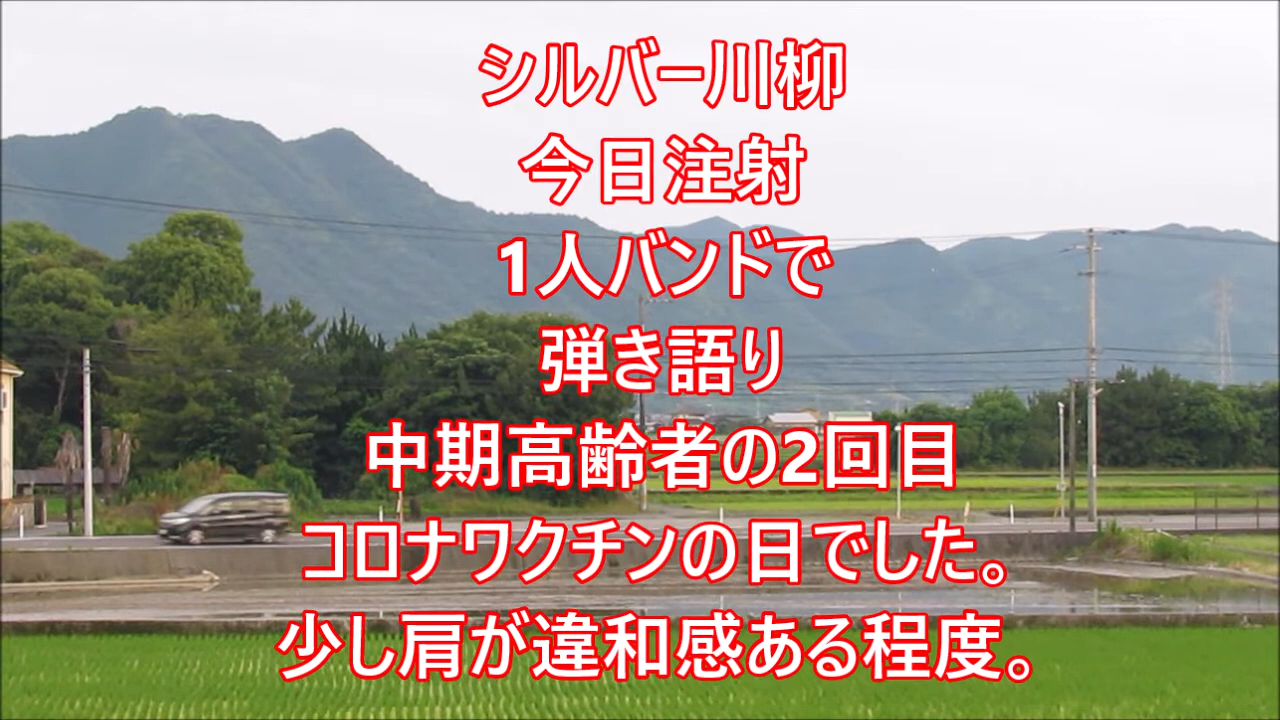 シルバー川柳
今日注射
1人バンドで
弾き語り
中期高齢者の2回目
コロナワクチンの日でした。
少し肩が違和感ある程度。